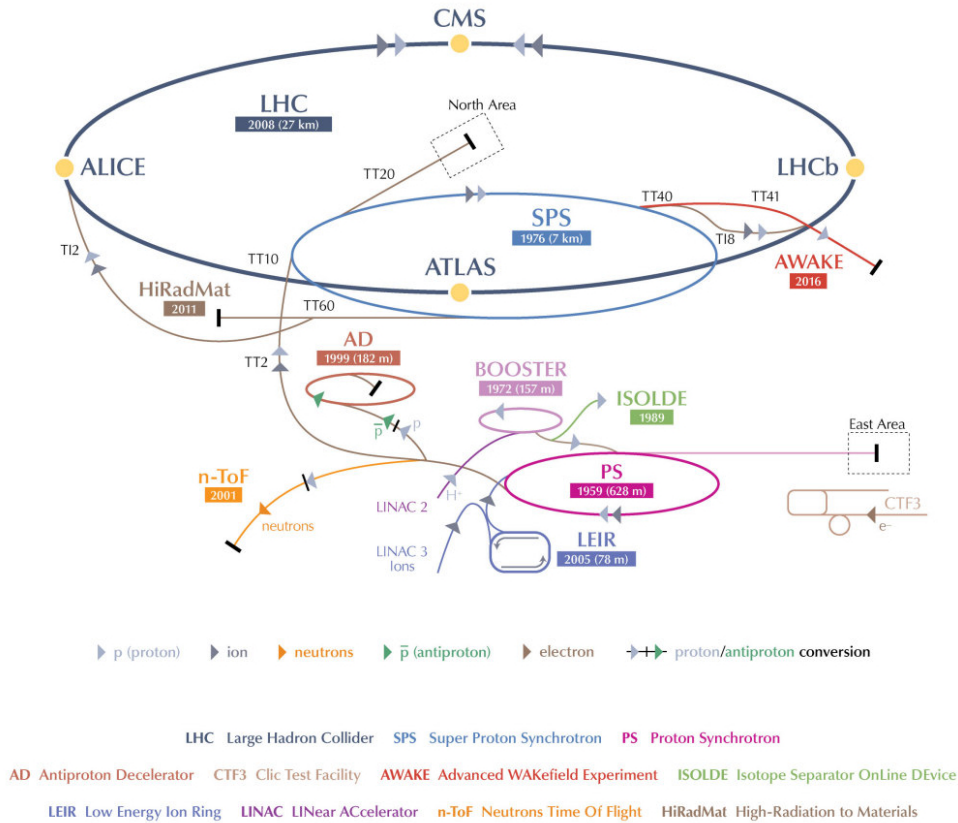 CMS
LHC
2008 (27 km)
North Area
ALICE
LHCb
TT20
TT40
TT41
SPS
1976 (7 km)
TI2
TI8
TT10
ATLAS
AWAKE
2016
HiRadMat
2011
TT60
AD
1999 (182 m)
TT2
BOOSTER
1972 (157 m)
ISOLDE
1989
p̅
p
East Area
n-ToF
2001
PS
1959 (628 m)
H⁻
LINAC 2
neutrons
CTF3
e⁻
LEIR
2005 (78 m)
LINAC 3
Ions
p (proton) ion neutrons p̅ (antiproton) electron proton/antiproton conversion
LHC Large Hadron Collider SPS Super Proton Synchrotron PS Proton Synchrotron
AD Antiproton Decelerator CTF3 Clic Test Facility AWAKE Advanced WAKefield Experiment ISOLDE Isotope Separator OnLine DEvice
LEIR Low Energy Ion Ring LINAC LINear ACcelerator n-ToF Neutrons Time Of Flight HiRadMat High-Radiation to Materials